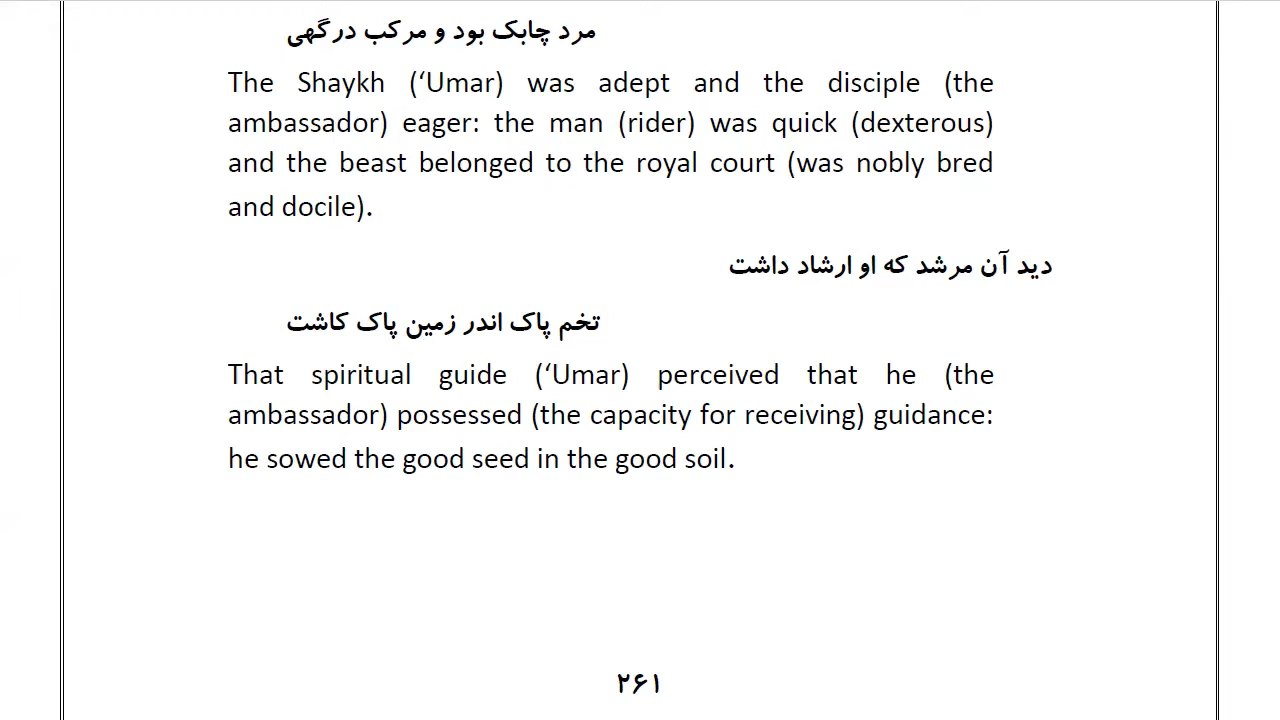 مرد چابک بود و مرکب درگهی
The Shaykh (‘Umar) was adept and the disciple (the
ambassador) eager: the man (rider) was quick (dexterous)
and the beast belonged to the royal court (was nobly bred
and docile).
دید آن مرشد که او ارشاد داشت
تخم پاک اندر زمین پاک کاشت
That spiritual guide (‘Umar) perceived that he (the
ambassador) possessed (the capacity for receiving) guidance:
he sowed the good seed in the good soil.
۲۶۱